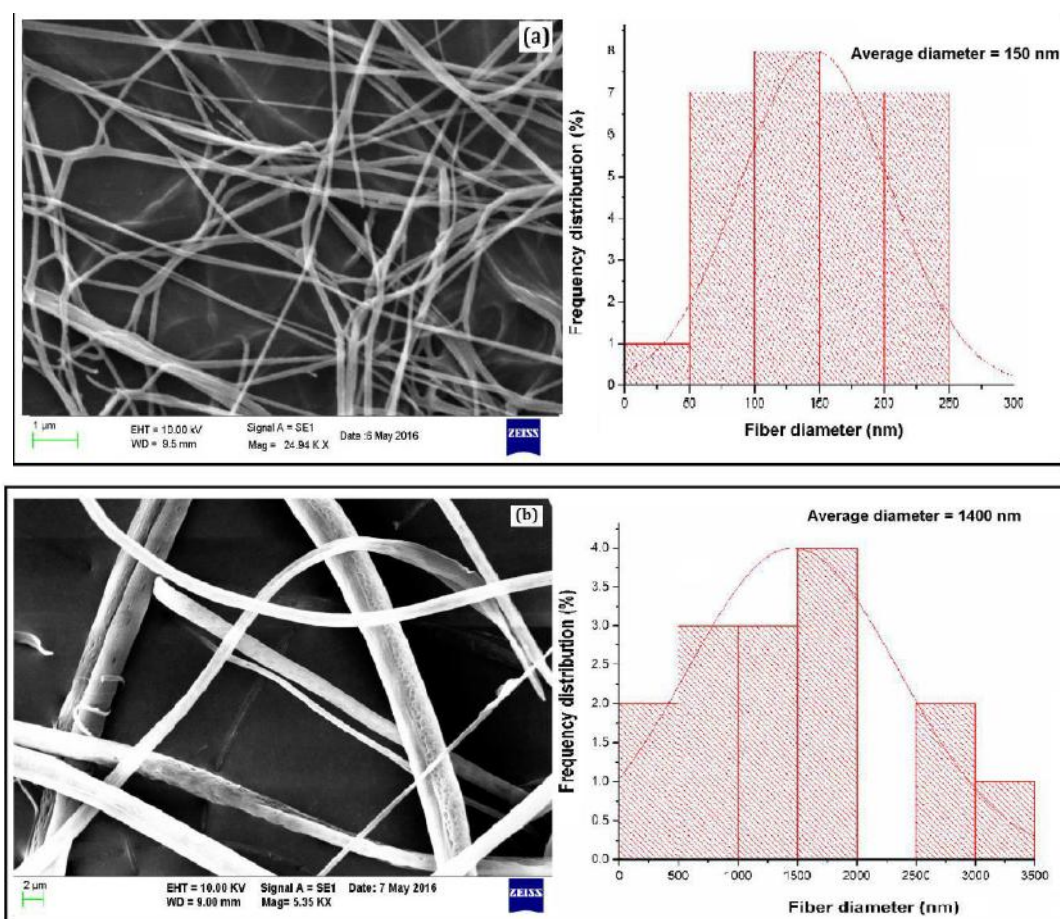 (a)
Average diameter = 150 nm
Frequency distribution (%)
8
7
6
5
4
3
2
1
0
0 50 100 150 200 250 300
Fiber diameter (nm)
1 µm
EHT = 10.00 kV Signal A = SE1
WD = 9.5 mm Mag = 24.94 K X Date :6 May 2016
ZEISS
(b)
Average diameter = 1400 nm
Frequency distribution (%)
4.0
3.5
3.0
2.5
2.0
1.5
1.0
0.5
0.0
0 500 1000 1500 2000 2500 3000 3500
Fiber diameter (nm)
2 µm
EHT = 10.00 KV Signal A = SE1 Date: 7 May 2016
WD = 9.00 mm Mag= 5.35 KX
ZEISS